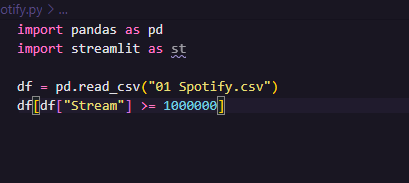 otify.py > ...
import pandas as pd
import streamlit as st
df = pd.read_csv("01 Spotify.csv")
df[df["Stream"] >= 1000000]